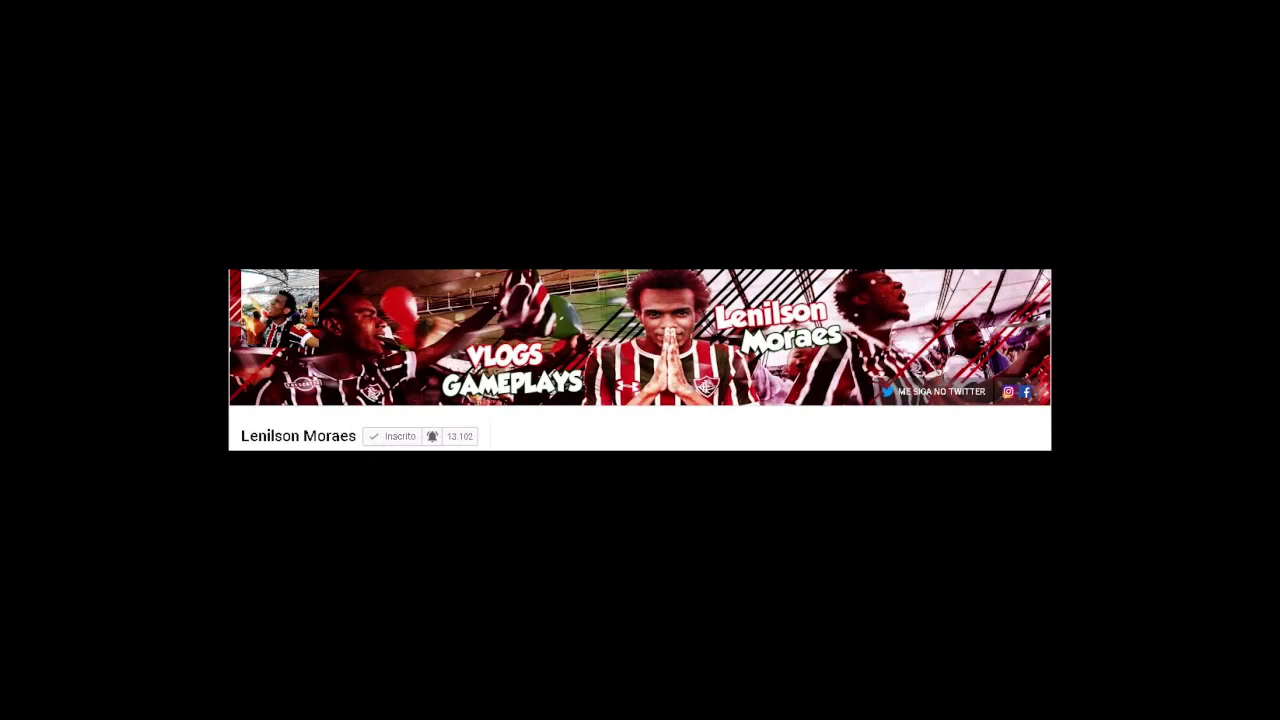 Lenilson
Moraes
VLOGS
GAMEPLAYS
ME SIGA NO TWITTER
Lenilson Moraes
Inscrito
13.102